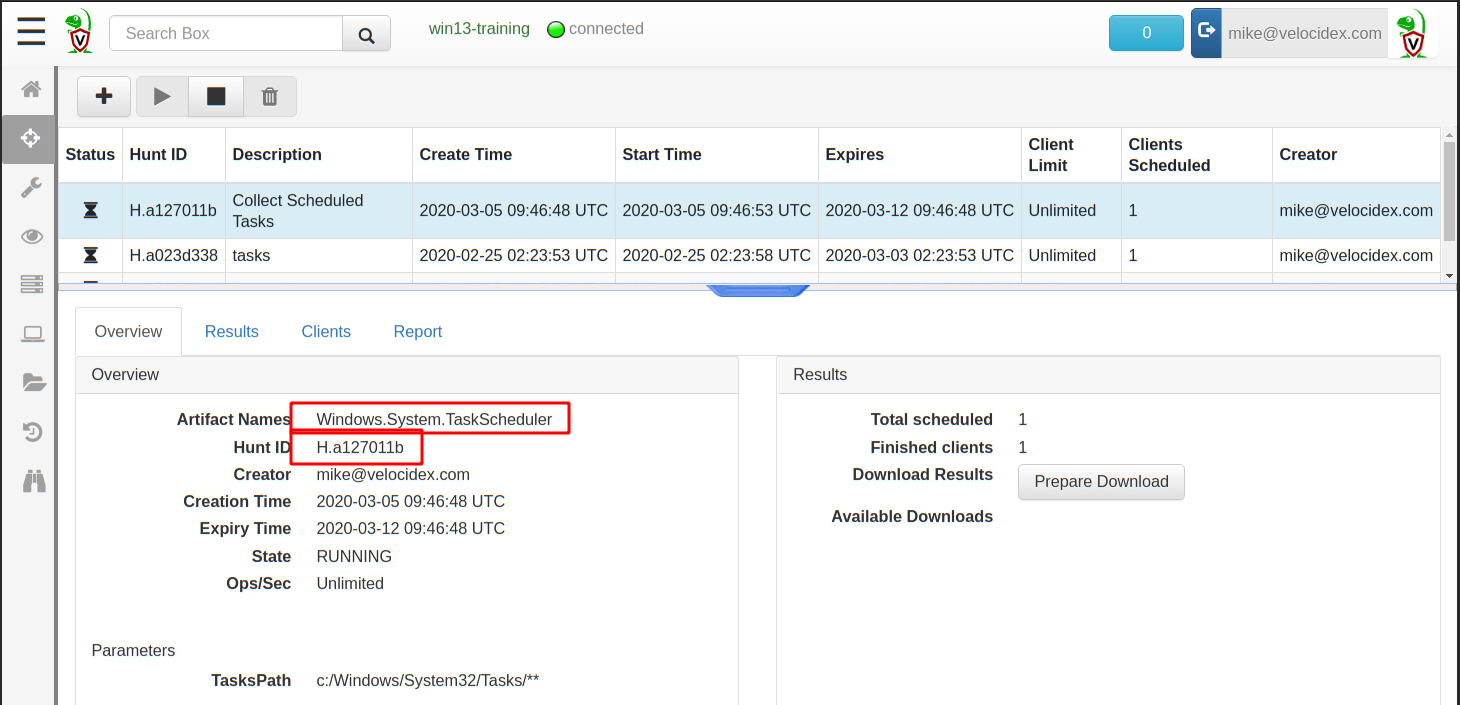 Search Box win13-training connected 0 mike@velocidex.com
Status Hunt ID Description Create Time Start Time Expires Client Limit Clients Scheduled Creator
H.a127011b Collect Scheduled Tasks 2020-03-05 09:46:48 UTC 2020-03-05 09:46:53 UTC 2020-03-12 09:46:48 UTC Unlimited 1 mike@velocidex.com
H.a023d338 tasks 2020-02-25 02:23:53 UTC 2020-02-25 02:23:58 UTC 2020-03-03 02:23:53 UTC Unlimited 1 mike@velocidex.com
Overview Results Clients Report
Overview
Artifact Names Windows.System.TaskScheduler
Hunt ID H.a127011b
Creator mike@velocidex.com
Creation Time 2020-03-05 09:46:48 UTC
Expiry Time 2020-03-12 09:46:48 UTC
State RUNNING
Ops/Sec Unlimited
Parameters
TasksPath c:/Windows/System32/Tasks/**
Results
Total scheduled 1
Finished clients 1
Download Results Prepare Download
Available Downloads